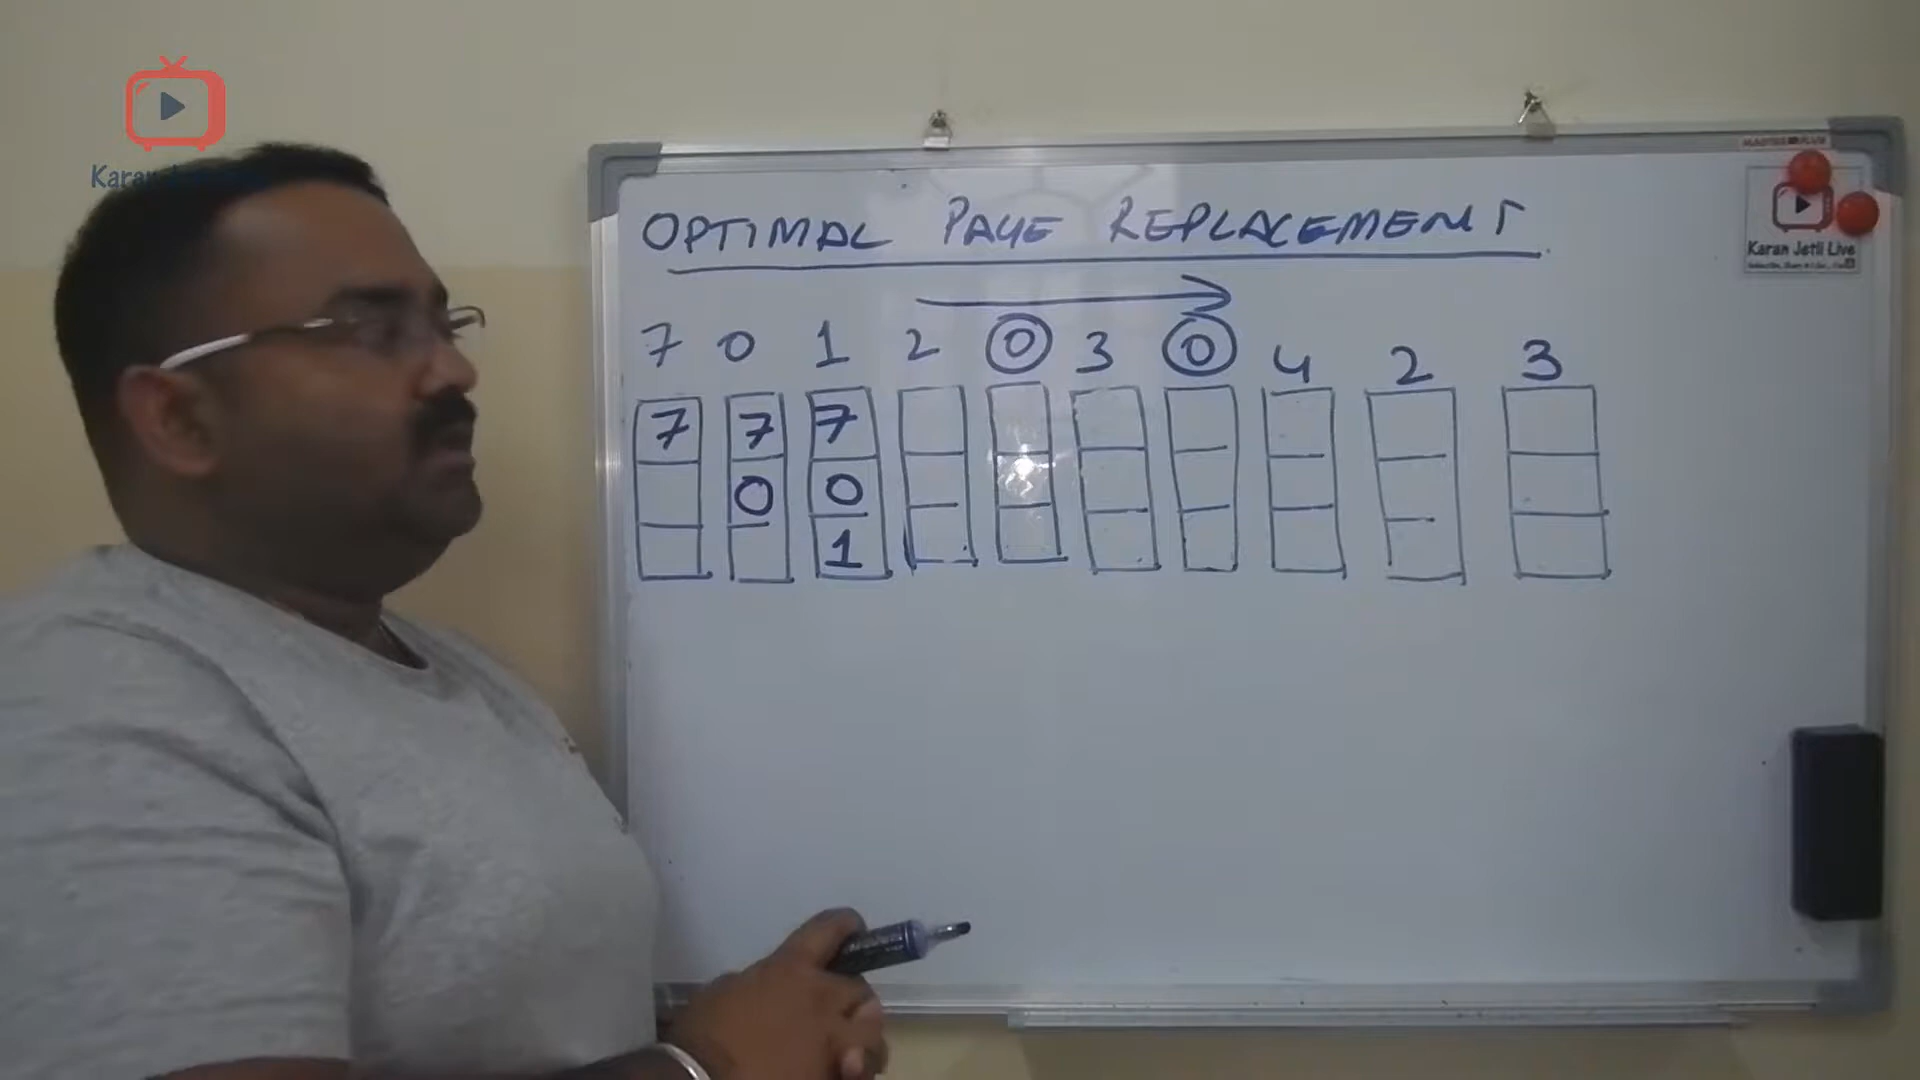 OPTIMAL PAGE REPLACEMENT
Karan Jetli Live
7 0 1 2 0 3 0 4 2 3
7 7 7
0 0
1